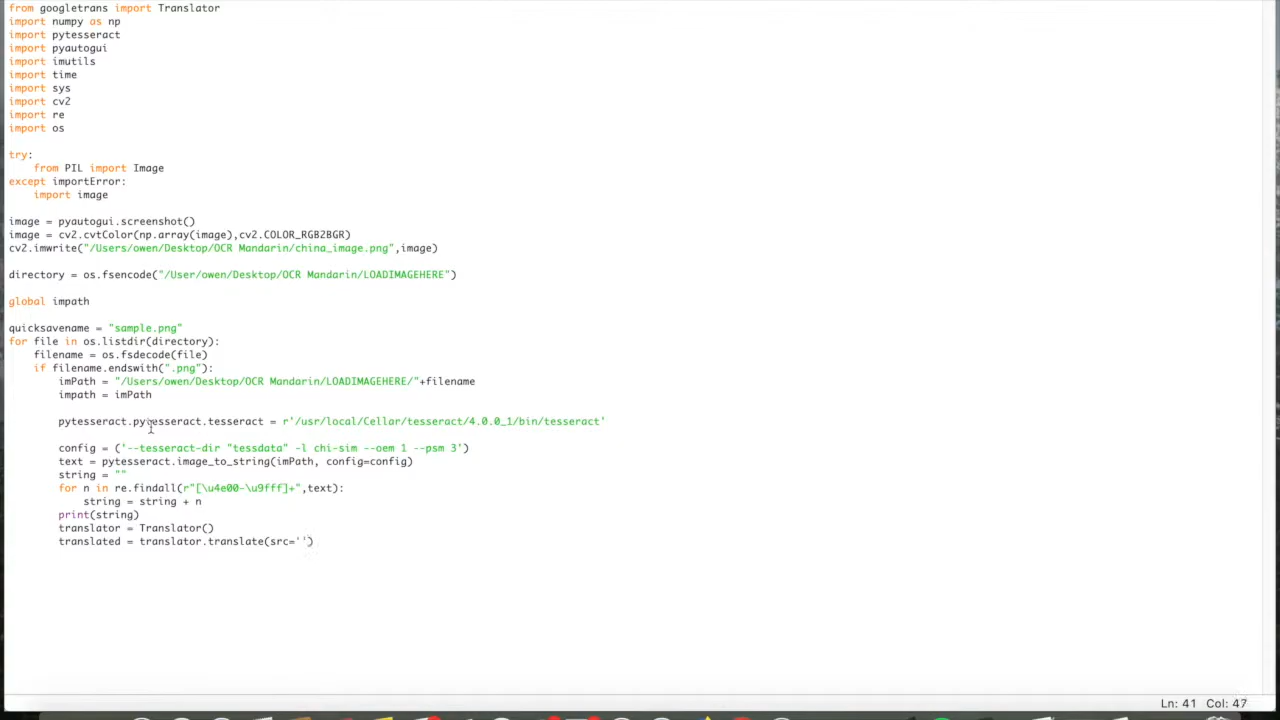 from googletrans import Translator
import numpy as np
import pytesseract
import pyautogui
import imutils
import time
import sys
import cv2
import re
import os
try:
    from PIL import Image
except importError:
    import image
image = pyautogui.screenshot()
image = cv2.cvtColor(np.array(image),cv2.COLOR_RGB2BGR)
cv2.imwrite("/Users/owen/Desktop/OCR Mandarin/china_image.png",image)
directory = os.fsencode("/User/owen/Desktop/OCR Mandarin/LOADIMAGEHERE")
global impath
quicksavename = "sample.png"
for file in os.listdir(directory):
    filename = os.fsdecode(file)
    if filename.endswith(".png"):
        imPath = "/Users/owen/Desktop/OCR Mandarin/LOADIMAGEHERE/"+filename
        impath = imPath
        pytesseract.pytesseract.tesseract = r'/usr/local/Cellar/tesseract/4.0.0_1/bin/tesseract'
        config = ('--tesseract-dir "tessdata" -l chi-sim --oem 1 --psm 3')
        text = pytesseract.image_to_string(imPath, config=config)
        string = ""
        for n in re.findall(r"[\u4e00-\u9fff]+",text):
            string = string + n
        print(string)
        translator = Translator()
        translated = translator.translate(src='')
Ln: 41 Col: 47